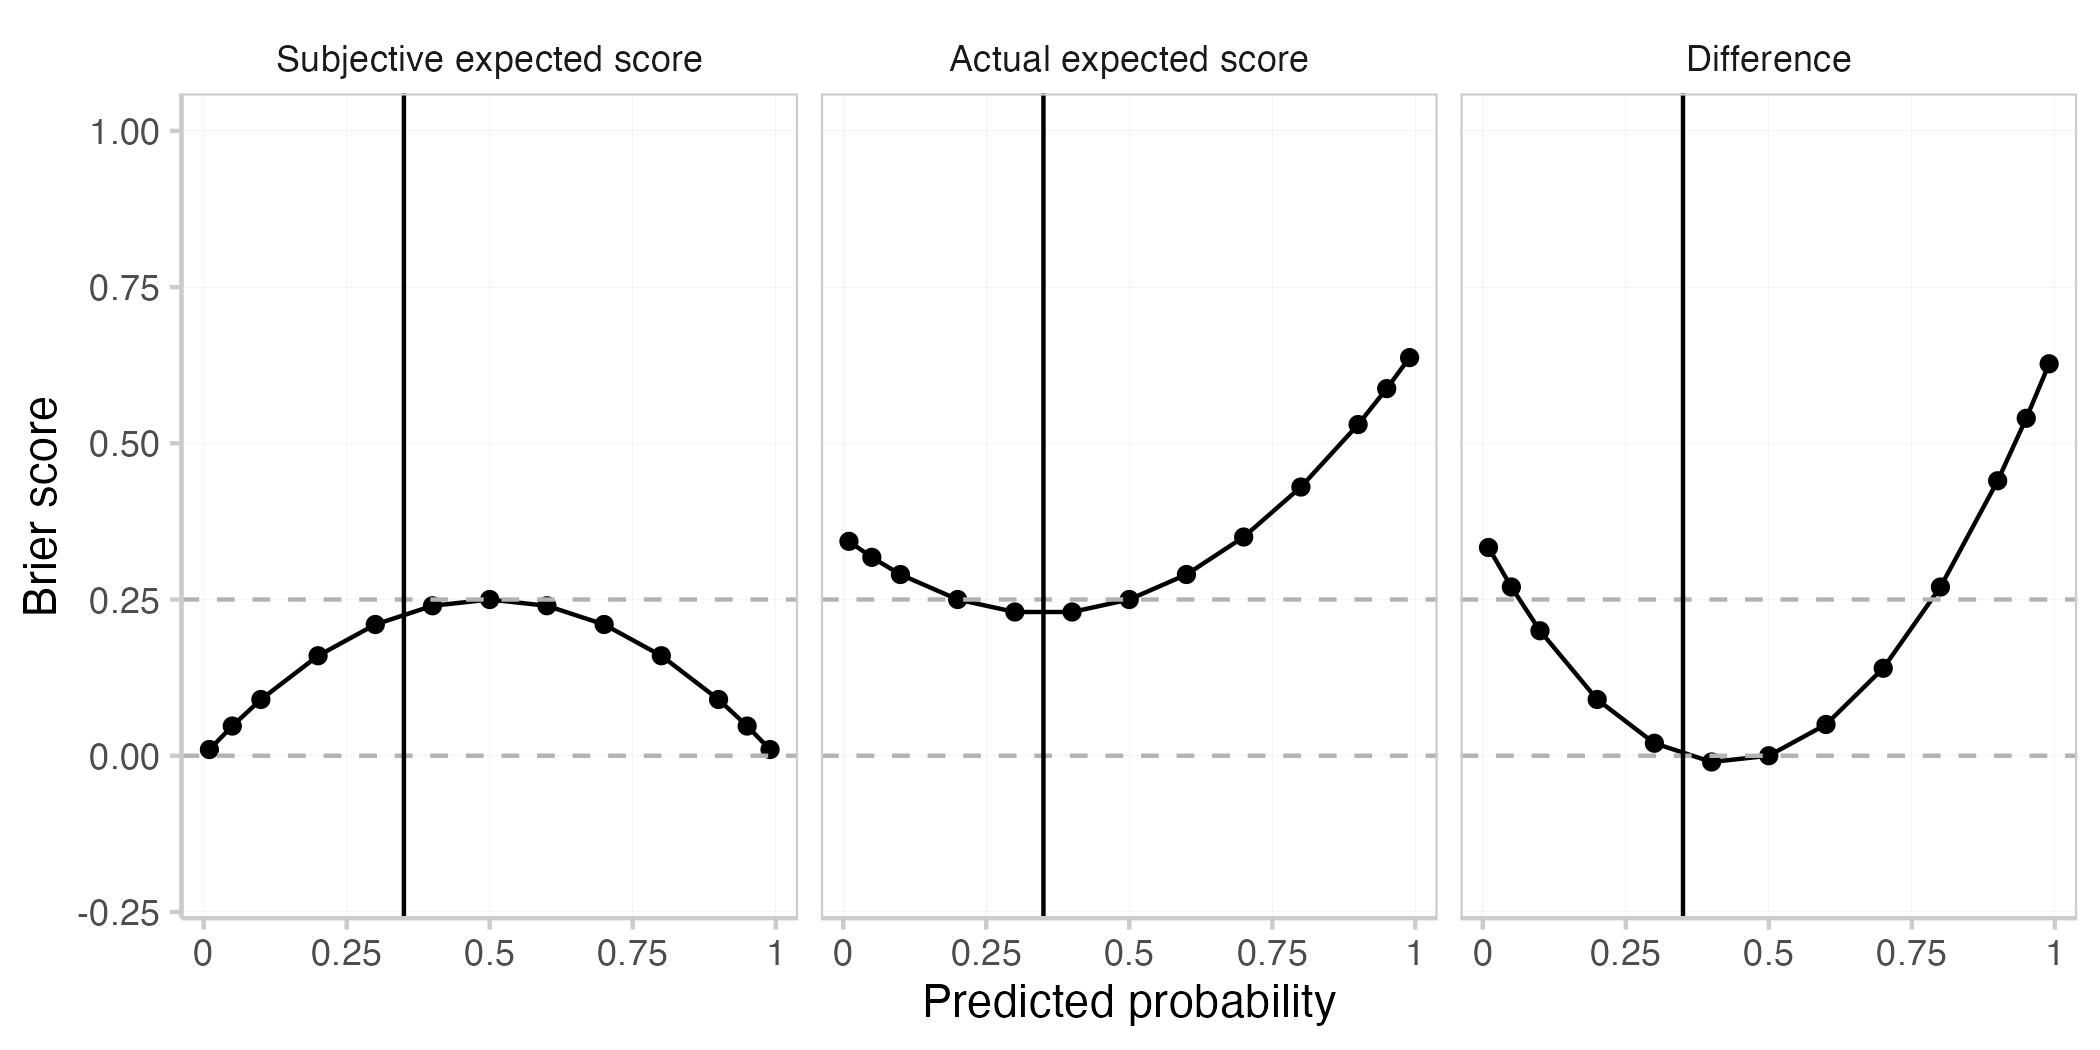 Subjective expected score
Actual expected score
Difference
Brier score
1.00
0.75
0.50
0.25
0.00
-0.25
0 0.25 0.5 0.75 1
0 0.25 0.5 0.75 1
0 0.25 0.5 0.75 1
Predicted probability